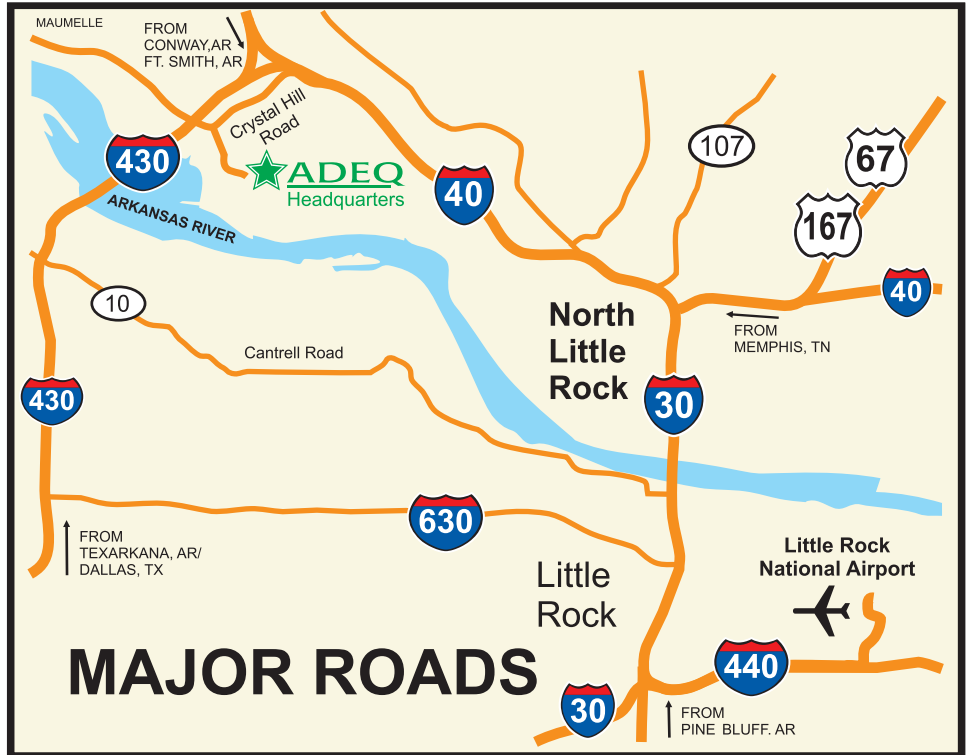 MAUMELLE
FROM
CONWAY,AR
FT. SMITH, AR
Crystal Hill
Road
430
ADEQ
Headquarters
40
107
67
167
ARKANSAS RIVER
10
40
North
Little
Rock
FROM
MEMPHIS, TN
Cantrell Road
430
30
630
FROM
TEXARKANA, AR/
DALLAS, TX
Little
Rock
Little Rock
National Airport
MAJOR ROADS
440
30
FROM
PINE BLUFF. AR